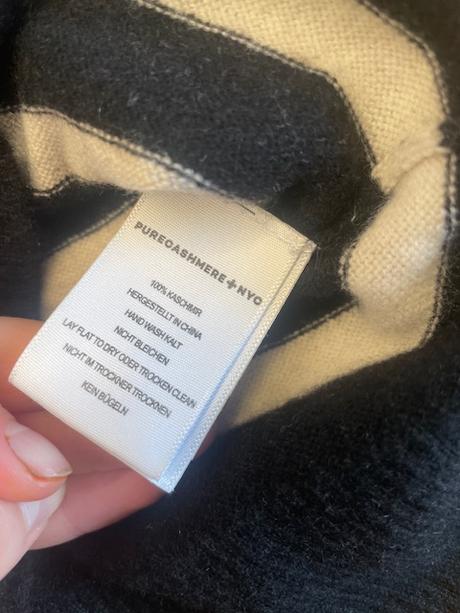 PURECASHMERE+NYC
100% KASCHMIR
HERGESTELLT IN CHINA
HAND WASH KALT
NICHT BLEICHEN
LAY FLAT TO DRY ODER TROCKEN CLEAN
NICHT IM TROCKNER TROCKNEN
KEIN BÜGELN